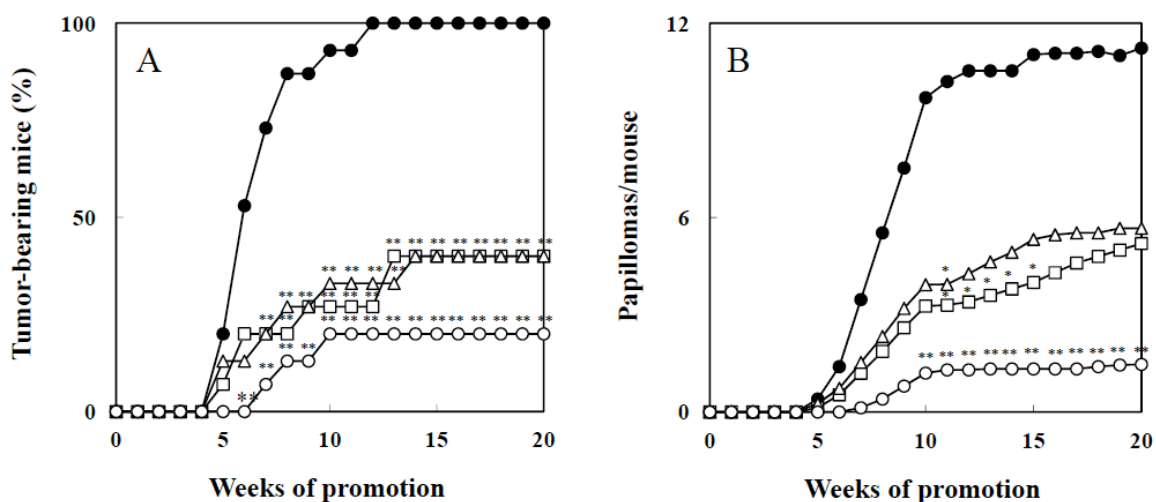 A
Tumor-bearing mice (%)
100
50
0
0 5 10 15 20
Weeks of promotion
B
Papillomas/mouse
12
6
0
0 5 10 15 20
Weeks of promotion